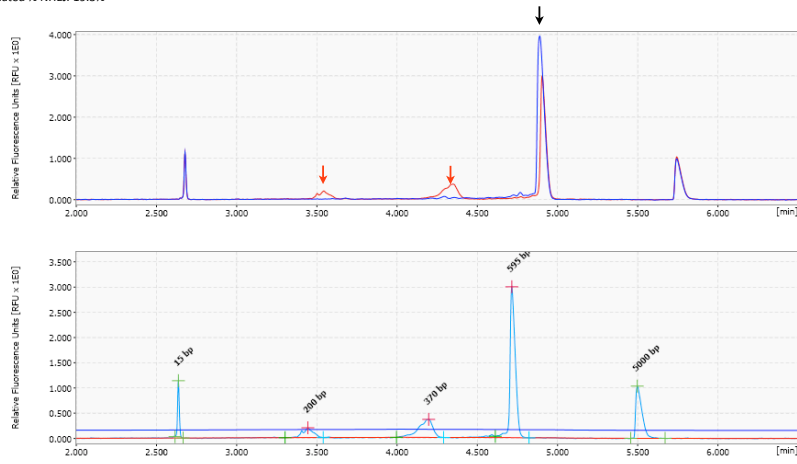 4.000
3.000
2.000
1.000
0.000
Relative Fluorescence Units [RFU x 1E0]
2.000 2.500 3.000 3.500 4.000 4.500 5.000 5.500 6.000 [min]
3.500
3.000
2.500
2.000
1.500
1.000
0.500
0.000
Relative Fluorescence Units [RFU x 1E0]
15 bp
200 bp
370 bp
595 bp
5000 bp
2.000 2.500 3.000 3.500 4.000 4.500 5.000 5.500 6.000 [min]